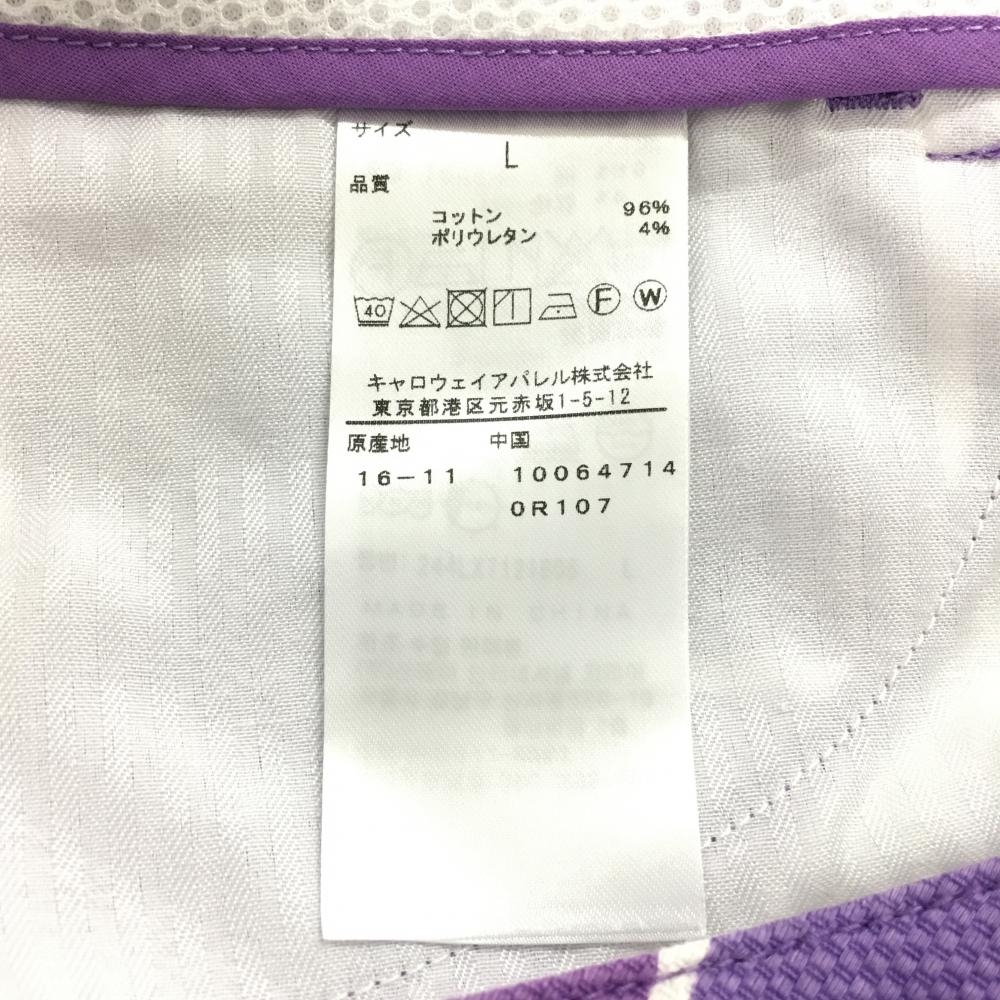 サイズ
L
品質
コットン 96%
ポリウレタン 4%
40 F W
キャロウェイアパレル株式会社
東京都港区元赤坂1-5-12
原産地 中国
16-11 10064714
0R107
MADE IN CHINA